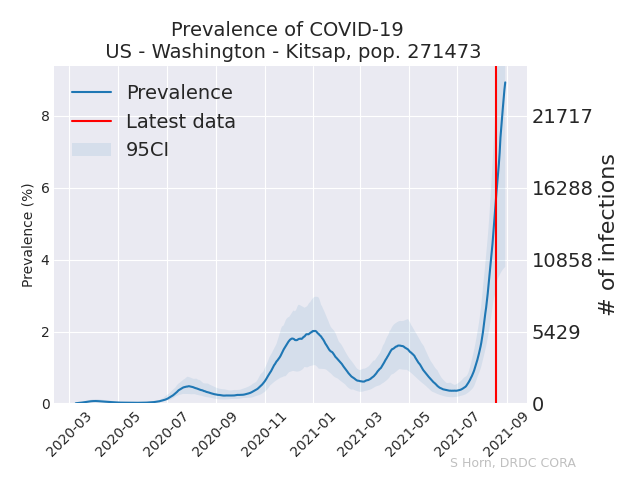 Prevalence of COVID-19
US - Washington - Kitsap, pop. 271473
Prevalence
Latest data
95CI
Prevalence (%)
8
6
4
2
0
21717
16288
10858
5429
0
# of infections
2020-03
2020-05
2020-07
2020-09
2020-11
2021-01
2021-03
2021-05
2021-07
2021-09
S Horn, DRDC CORA